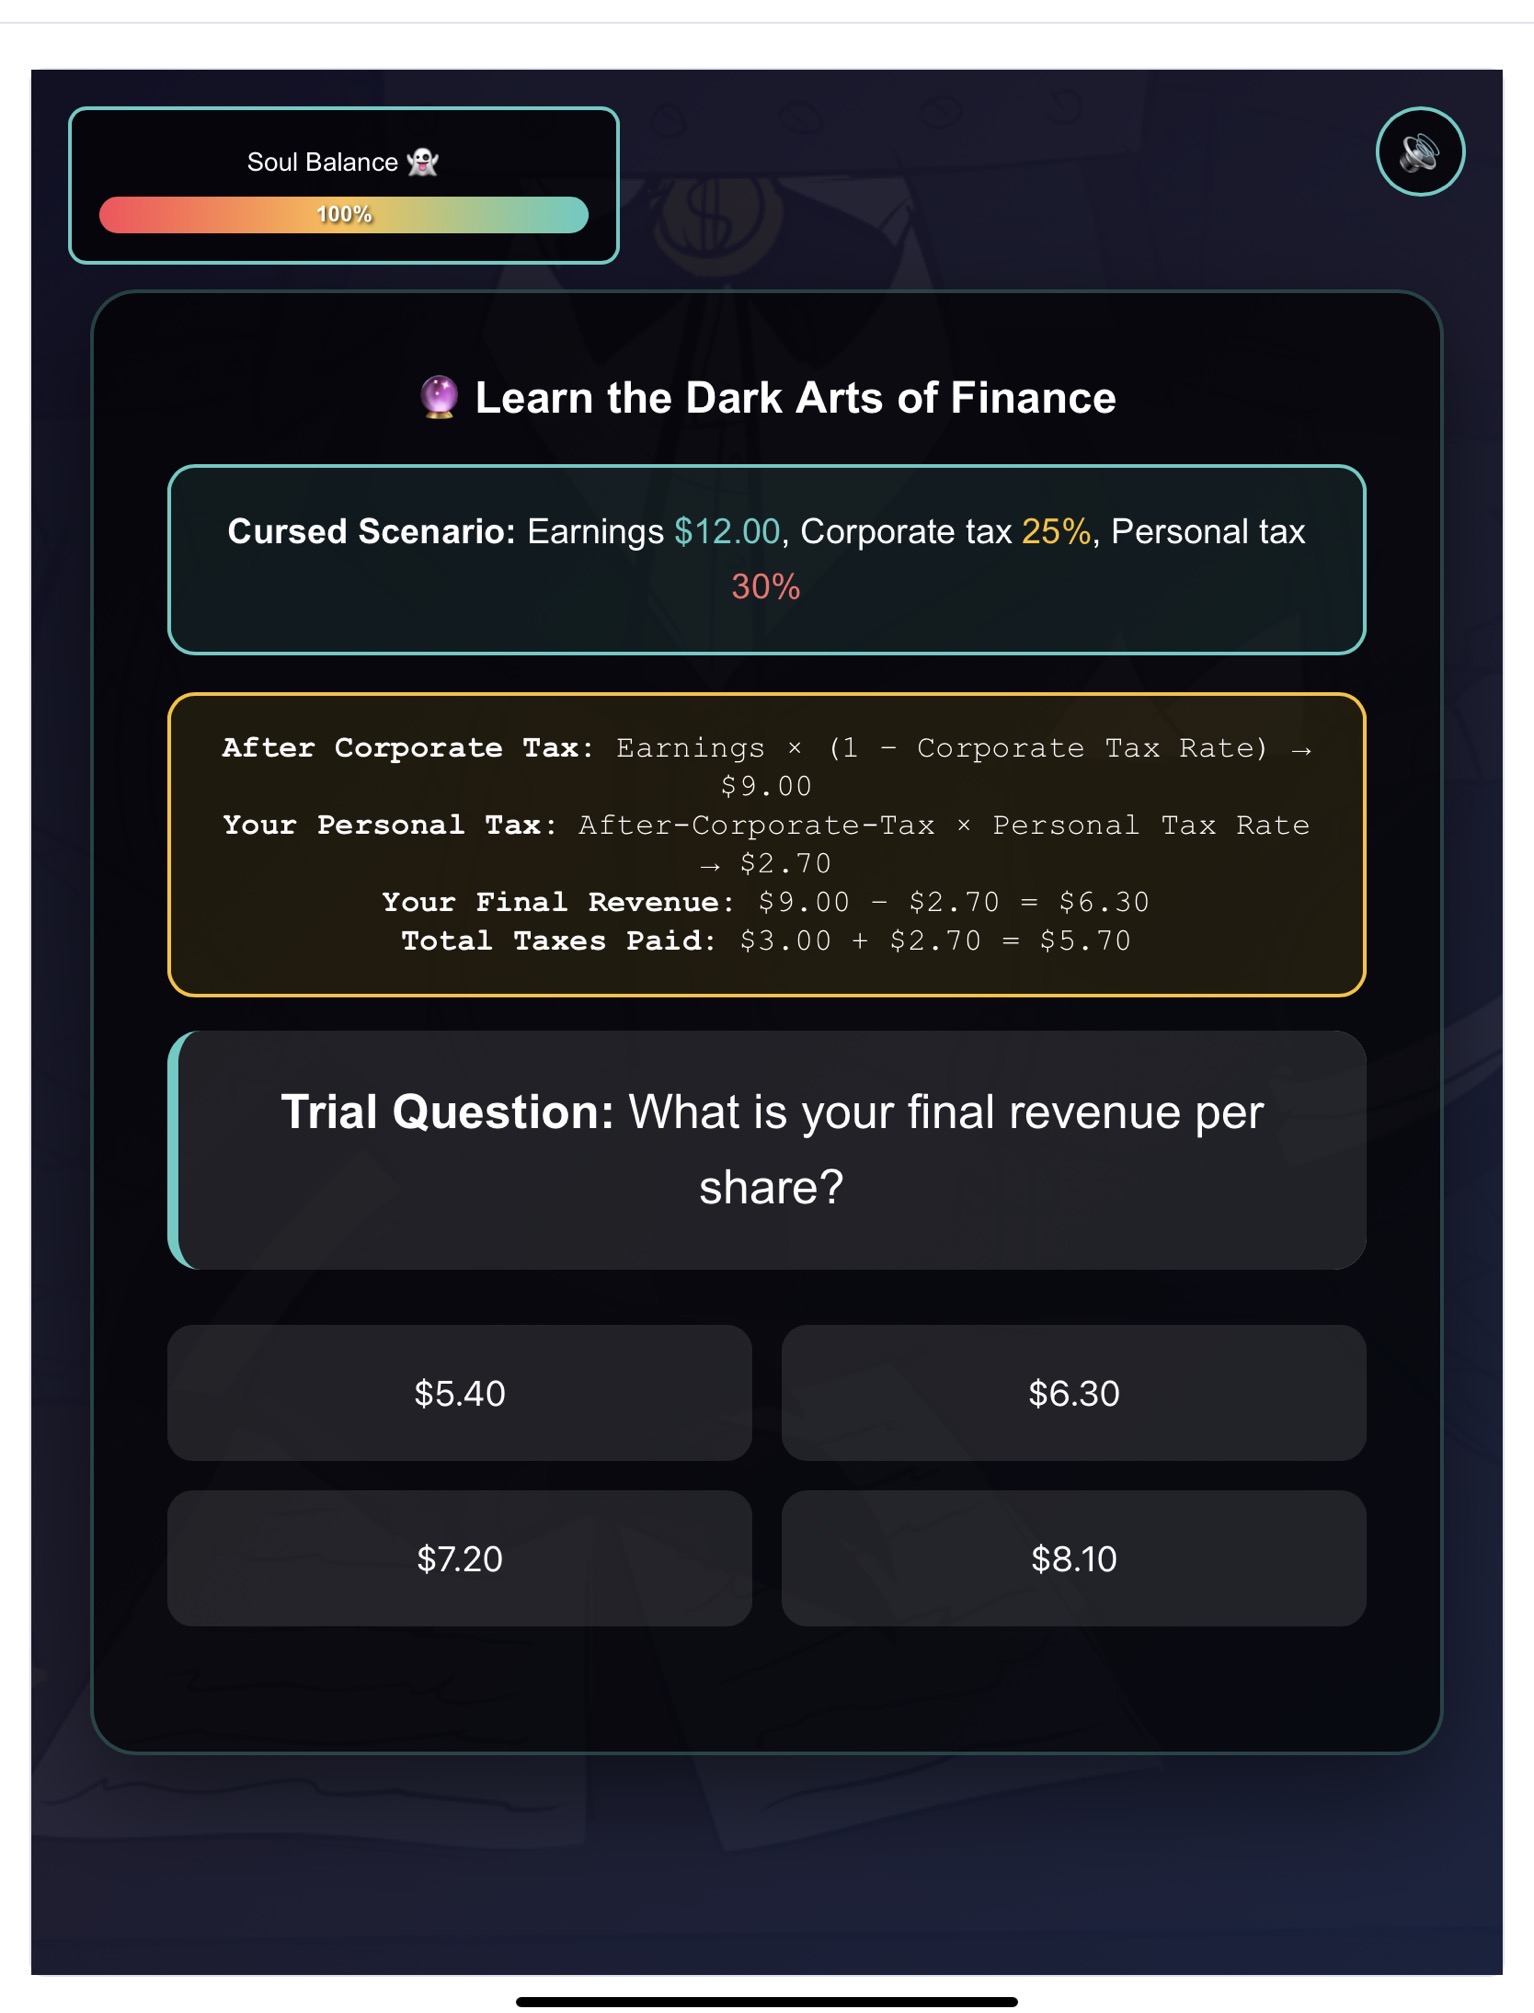 Soul Balance 👻
100%
🔮 Learn the Dark Arts of Finance
Cursed Scenario: Earnings $12.00, Corporate tax 25%, Personal tax
30%
After Corporate Tax: Earnings × (1 − Corporate Tax Rate) →
$9.00
Your Personal Tax: After-Corporate-Tax × Personal Tax Rate
→ $2.70
Your Final Revenue: $9.00 − $2.70 = $6.30
Total Taxes Paid: $3.00 + $2.70 = $5.70
Trial Question: What is your final revenue per
share?
$5.40
$6.30
$7.20
$8.10